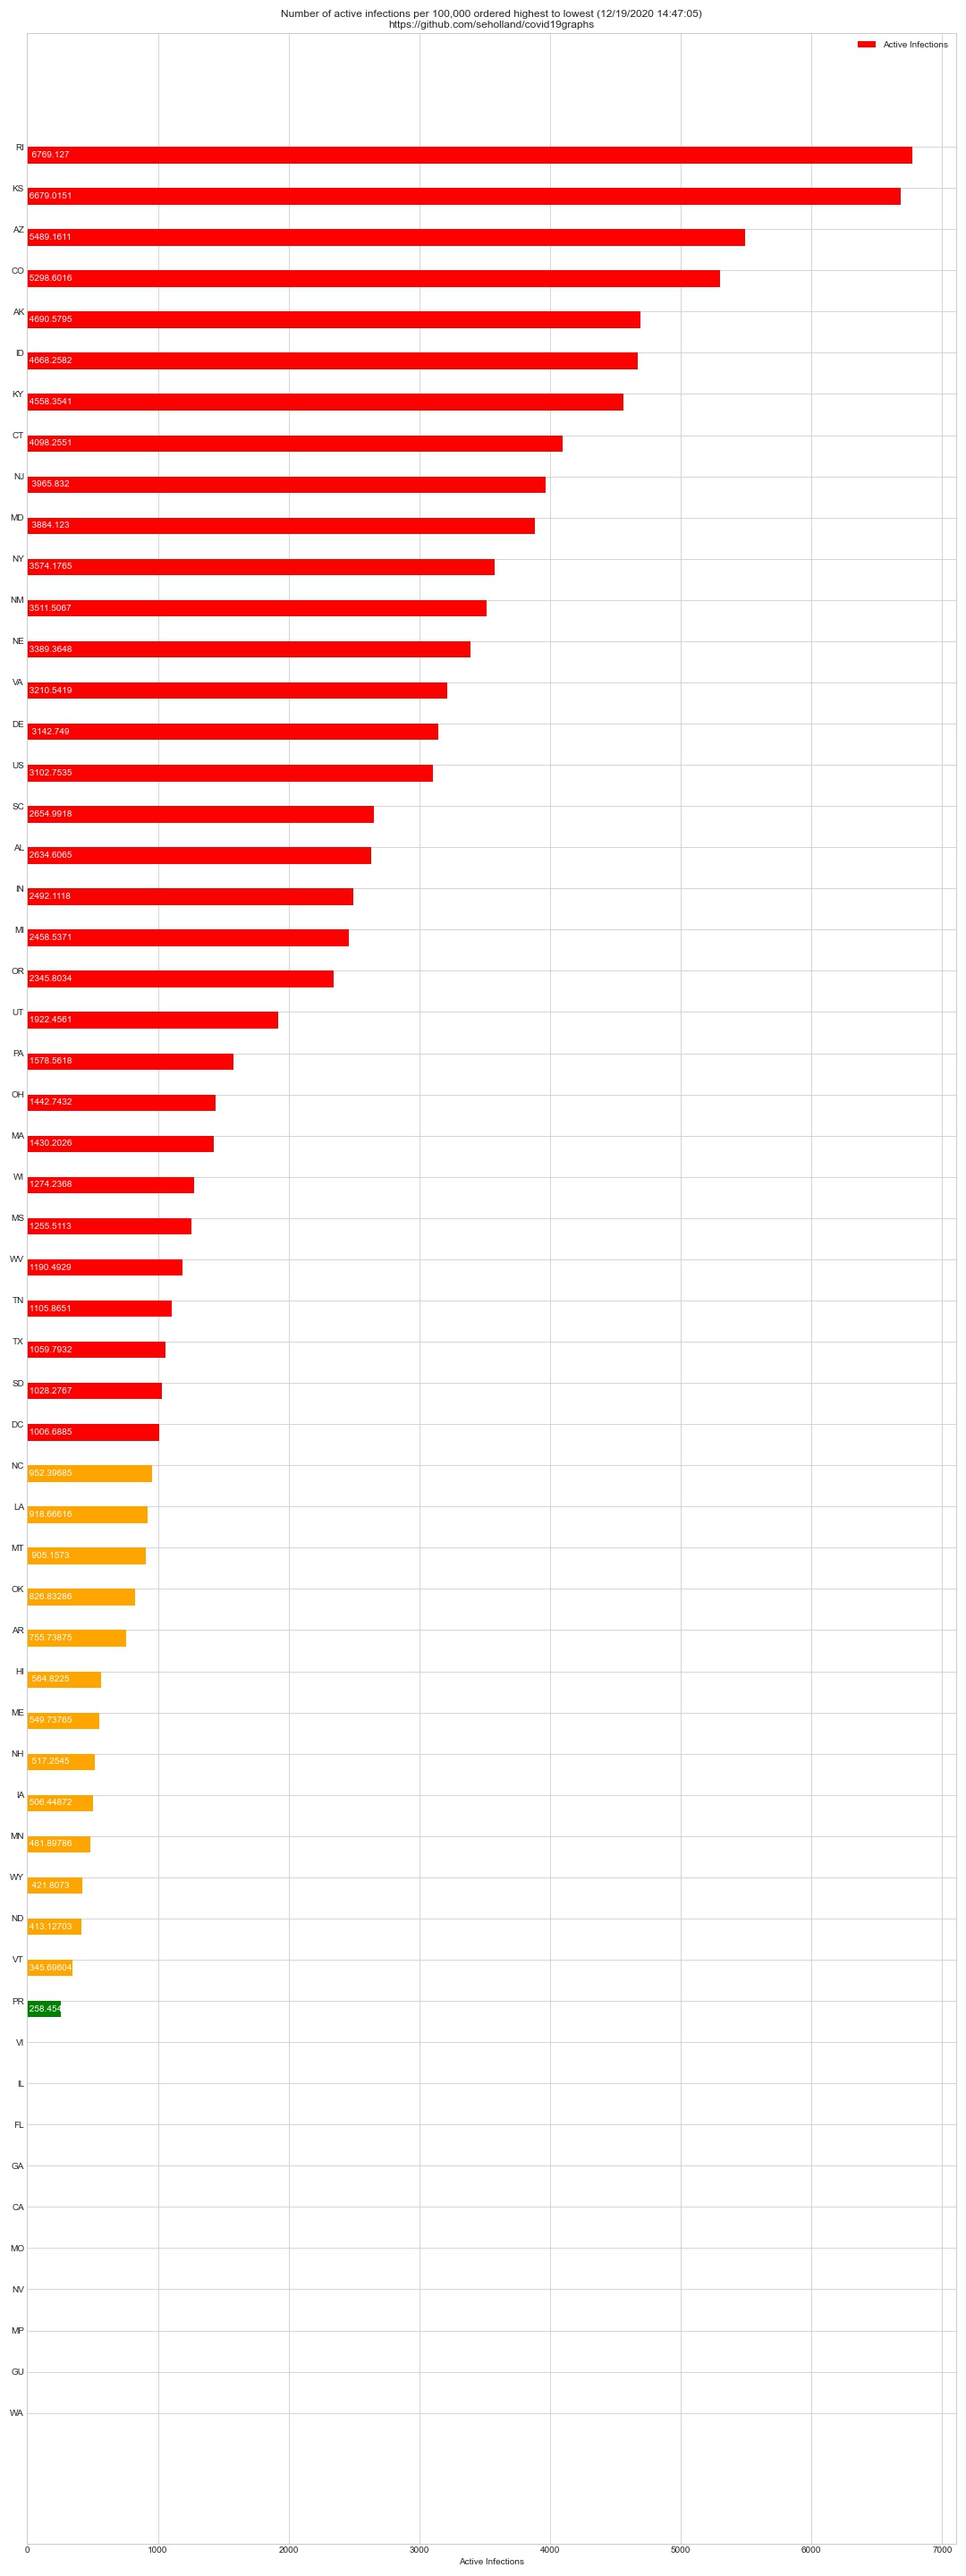 Number of active infections per 100,000 ordered highest to lowest (12/19/2020 14:47:05)
https://github.com/seholland/covid19graphs
Active Infections
RI 6769.127
KS 6679.0151
AZ 5489.1611
CO 5298.6016
AK 4690.5795
ID 4668.2582
KY 4558.3541
CT 4098.2551
NJ 3965.832
MD 3884.123
NY 3574.1765
NM 3511.5067
NE 3389.3648
VA 3210.5419
DE 3142.749
US 3102.7535
SC 2654.9918
AL 2634.6065
IN 2492.1118
MI 2458.5371
OR 2345.8034
UT 1922.4561
PA 1578.5618
OH 1442.7432
MA 1430.2026
WI 1274.2368
MS 1255.5113
WV 1190.4929
TN 1105.8651
TX 1059.7932
SD 1028.2767
DC 1006.6885
NC 952.39685
LA 918.66616
MT 905.1573
OK 826.83286
AR 755.73875
HI 564.8225
ME 549.73765
NH 517.2545
IA 506.44872
MN 481.89786
WY 421.8073
ND 413.12703
VT 345.69604
PR 258.454
VI
IL
FL
GA
CA
MO
NV
MP
GU
WA
0 1000 2000 3000 4000 5000 6000 7000
Active Infections